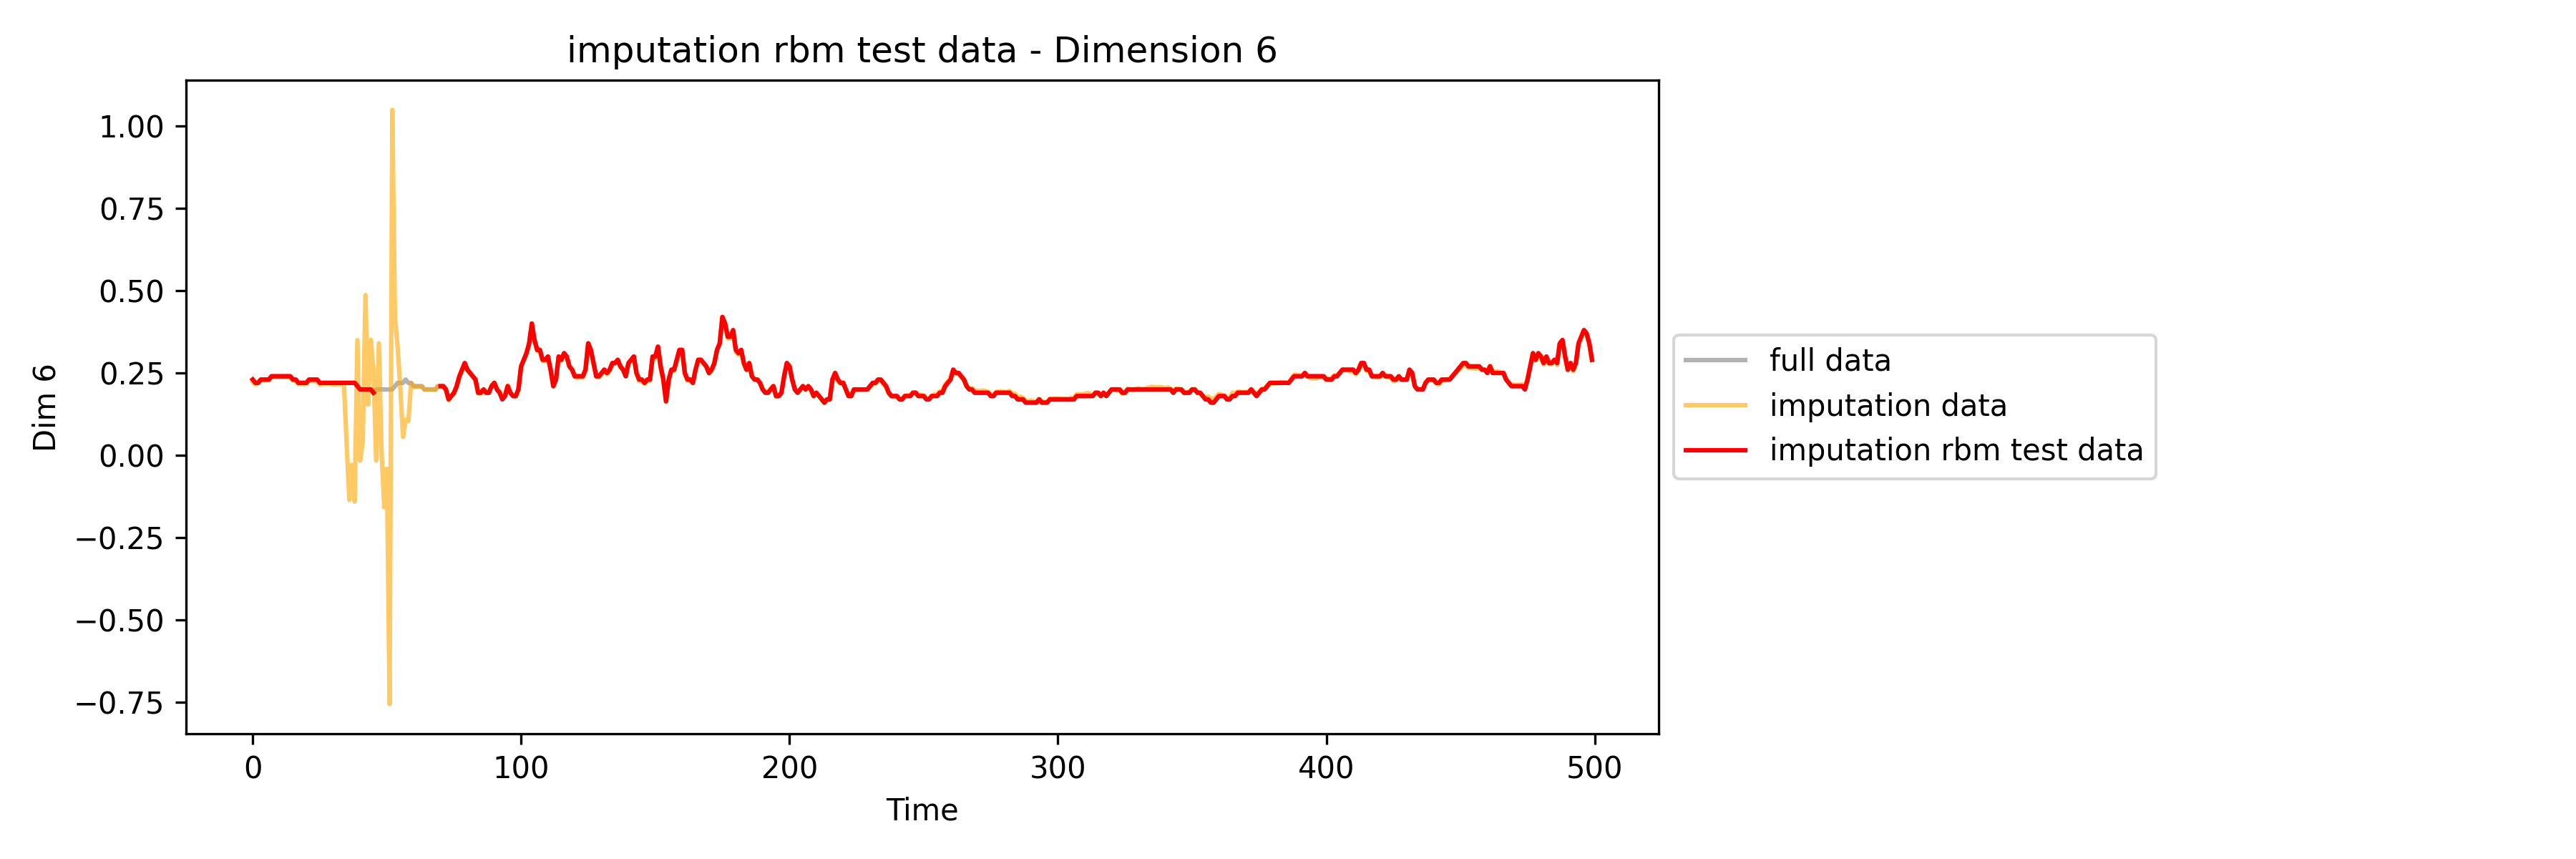 imputation rbm test data - Dimension 6
1.00
0.75
0.50
0.25
0.00
−0.25
−0.50
−0.75
Dim 6
0 100 200 300 400 500
Time
full data
imputation data
imputation rbm test data